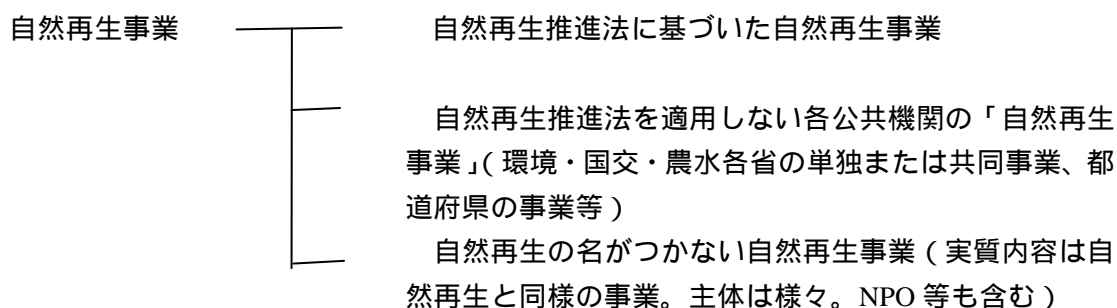 自然再生事業 自然再生推進法に基づいた自然再生事業
自然再生推進法を適用しない各公共機関の「自然再生
事業」（環境・国交・農水各省の単独または共同事業、都
道府県の事業等）
自然再生の名がつかない自然再生事業（実質内容は自
然再生と同様の事業。主体は様々。NPO 等も含む）